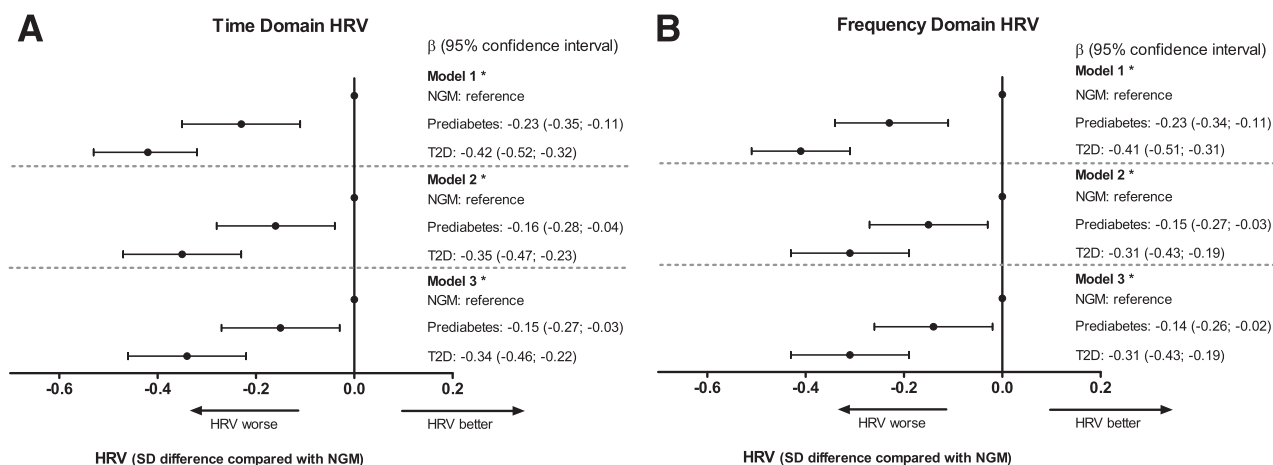 A
Time Domain HRV
β (95% confidence interval)
Model 1 *
NGM: reference
Prediabetes: -0.23 (-0.35; -0.11)
T2D: -0.42 (-0.52; -0.32)
Model 2 *
NGM: reference
Prediabetes: -0.16 (-0.28; -0.04)
T2D: -0.35 (-0.47; -0.23)
Model 3 *
NGM: reference
Prediabetes: -0.15 (-0.27; -0.03)
T2D: -0.34 (-0.46; -0.22)
-0.6 -0.4 -0.2 0.0 0.2
HRV worse HRV better
HRV (SD difference compared with NGM)
B
Frequency Domain HRV
β (95% confidence interval)
Model 1 *
NGM: reference
Prediabetes: -0.23 (-0.34; -0.11)
T2D: -0.41 (-0.51; -0.31)
Model 2 *
NGM: reference
Prediabetes: -0.15 (-0.27; -0.03)
T2D: -0.31 (-0.43; -0.19)
Model 3 *
NGM: reference
Prediabetes: -0.14 (-0.26; -0.02)
T2D: -0.31 (-0.43; -0.19)
-0.6 -0.4 -0.2 0.0 0.2
HRV worse HRV better
HRV (SD difference compared with NGM)